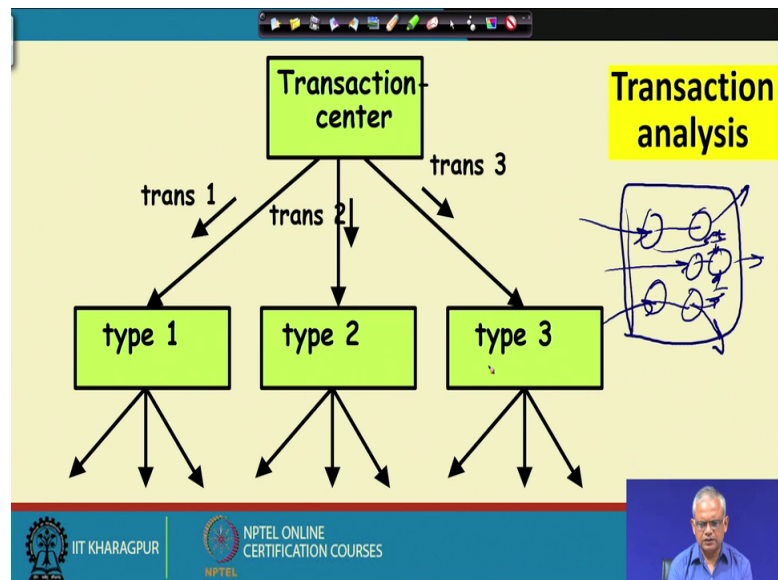 Transaction-
center
Transaction
analysis
trans 1
trans 2
trans 3
type 1
type 2
type 3
IIT KHARAGPUR
NPTEL
NPTEL ONLINE
CERTIFICATION COURSES